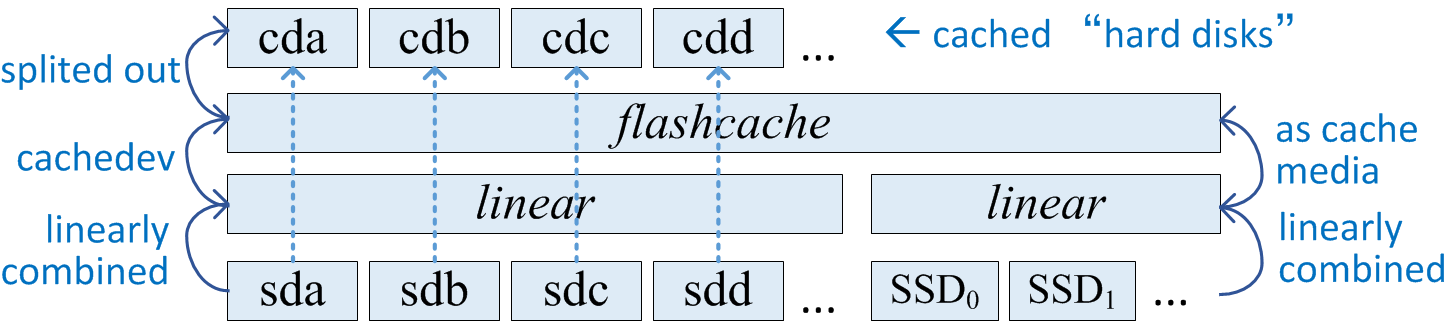 cda cdb cdc cdd ... ← cached “hard disks”
splited out
flashcache
cachedev
as cache
media
linear linear
linearly
combined
linearly
combined
sda sdb sdc sdd ... SSD₀ SSD₁ ...